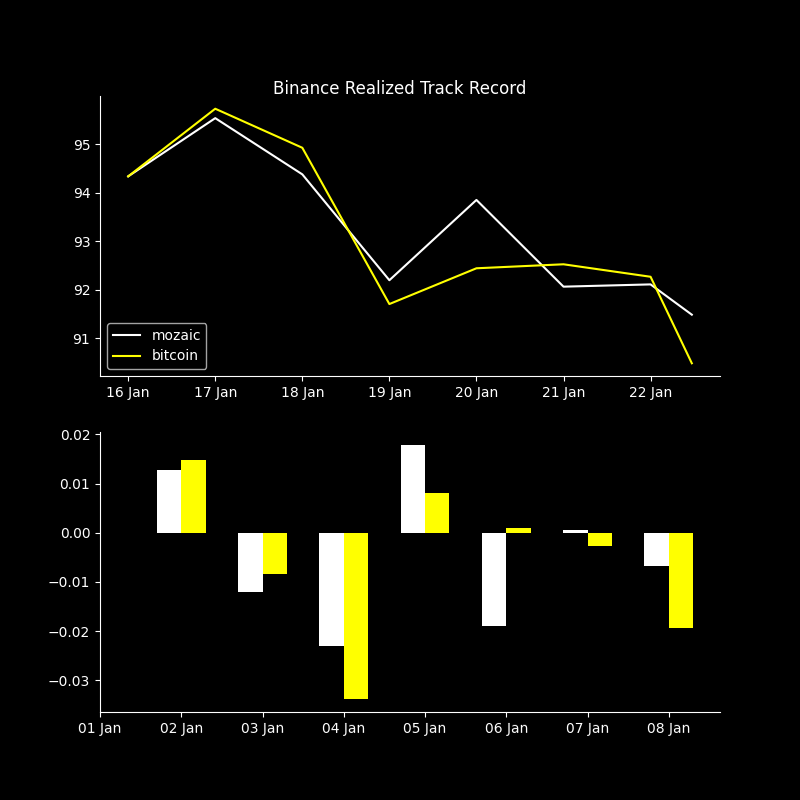 Binance Realized Track Record
95
94
93
92
91
mozaic
bitcoin
16 Jan 17 Jan 18 Jan 19 Jan 20 Jan 21 Jan 22 Jan
0.02
0.01
0.00
−0.01
−0.02
−0.03
01 Jan 02 Jan 03 Jan 04 Jan 05 Jan 06 Jan 07 Jan 08 Jan